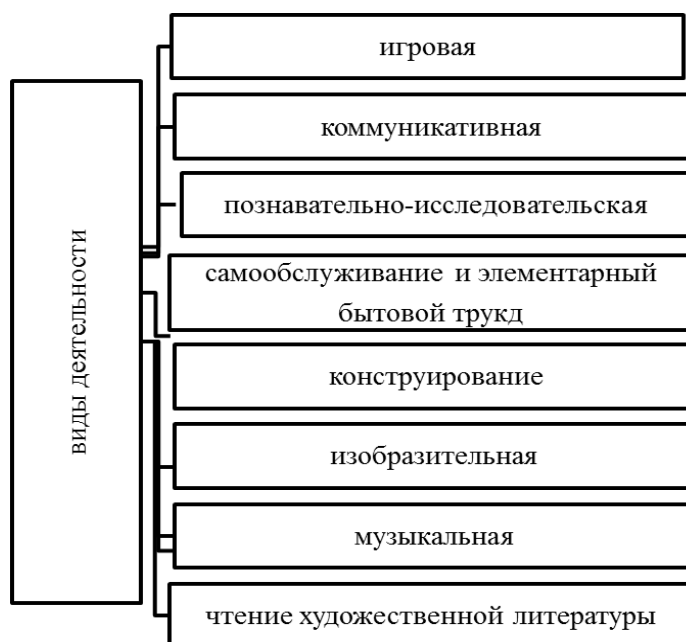 виды деятельности
игровая
коммуникативная
познавательно-исследовательская
самообслуживание и элементарный
бытовой трукд
конструирование
изобразительная
музыкальная
чтение художественной литературы